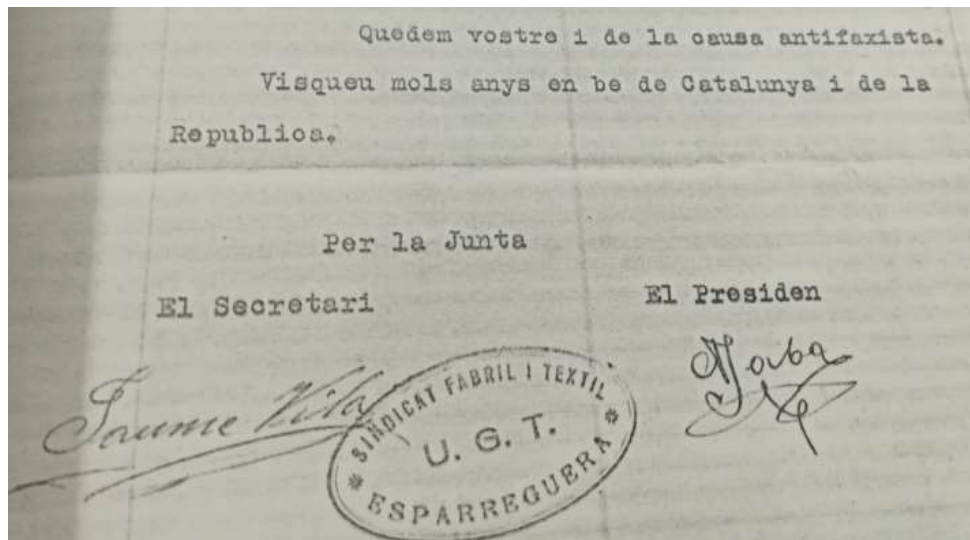 Quedem vostre i de la causa antifaxista.
Visqueu mols anys en be de Catalunya i de la
Republica.
Per la Junta
El Secretari
El Presiden
Jaume Vila
SINDICAT FABRIL I TEXTIL
U. G. T.
ESPARREGUERA